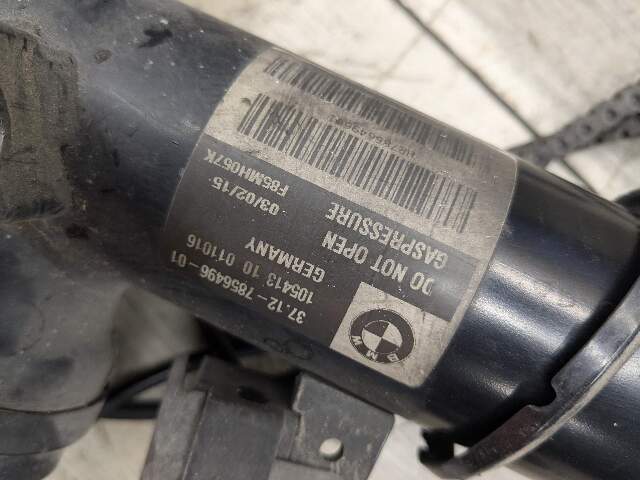 BMW
37.12-7856496-01
105413 10 011016
GERMANY
DO NOT OPEN
GASPRESSURE
03/02/15
F85MH057K